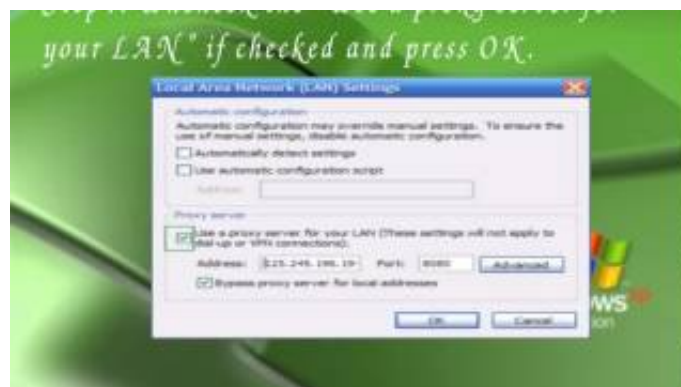 your LAN" if checked and press OK.
Local Area Network (LAN) Settings
Automatic configuration
Automatic configuration may override manual settings. To ensure the
use of manual settings, disable automatic configuration.
Automatically detect settings
Use automatic configuration script
Address:
Proxy server
Use a proxy server for your LAN (These settings will not apply to
dial-up or VPN connections).
Address: Port: 8080 Advanced
Bypass proxy server for local addresses
OK Cancel